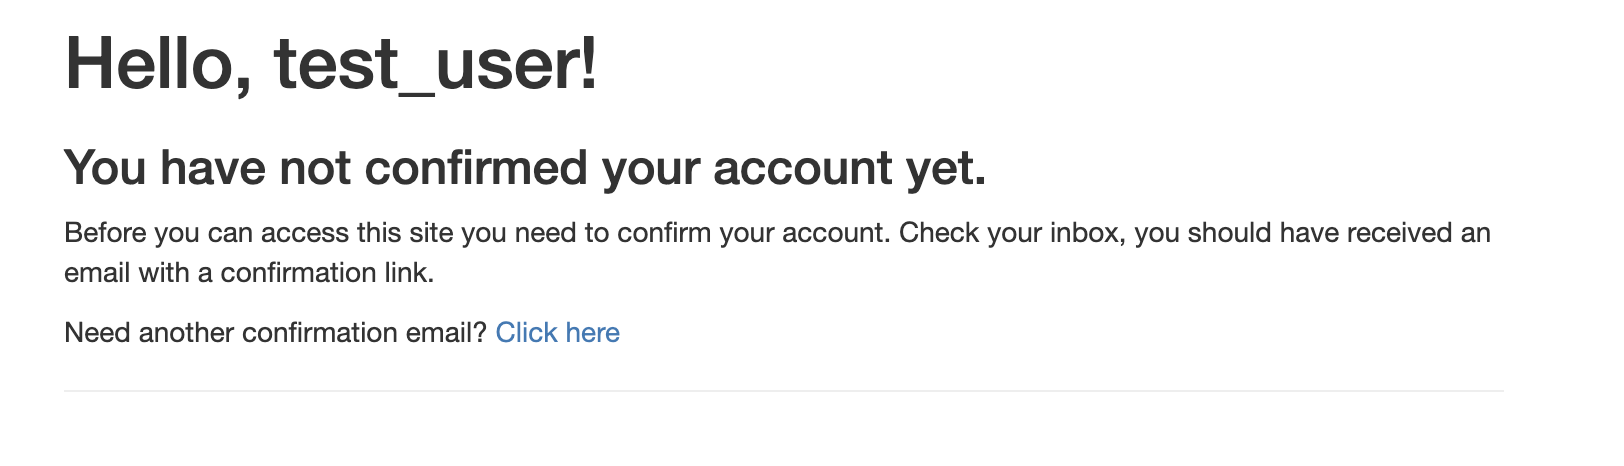 Hello, test_user!
You have not confirmed your account yet.
Before you can access this site you need to confirm your account. Check your inbox, you should have received an
email with a confirmation link.
Need another confirmation email? Click here